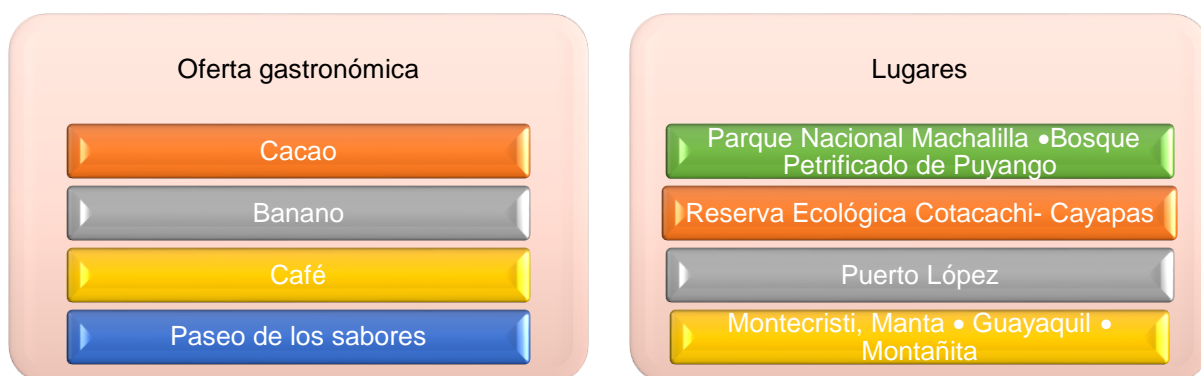 Oferta gastronómica
Cacao
Banano
Café
Paseo de los sabores
Lugares
Parque Nacional Machalilla •Bosque
Petrificado de Puyango
Reserva Ecológica Cotacachi- Cayapas
Puerto López
Montecristi, Manta • Guayaquil •
Montañita